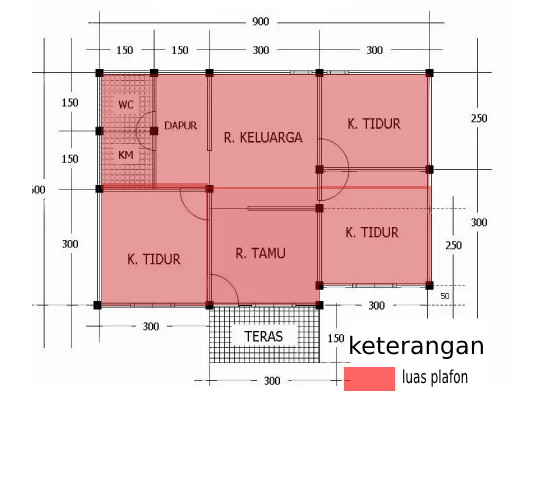 900
150 150 300 300
WC
DAPUR
150
K. TIDUR
250
R. KELUARGA
KM
150
300
K. TIDUR
300
250
R. TAMU
K. TIDUR
50
300
300
TERAS
150
keterangan
luas plafon
300